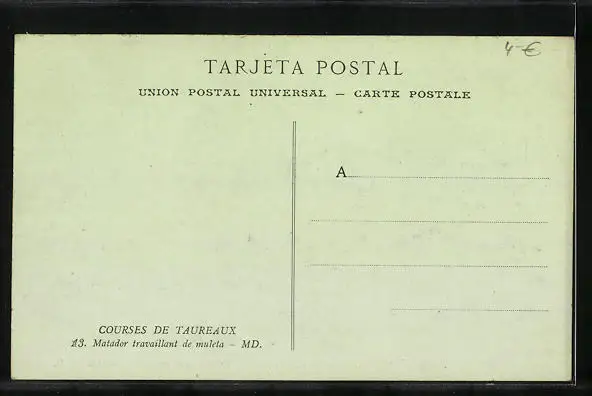 4 €
TARJETA POSTAL
UNION POSTAL UNIVERSAL — CARTE POSTALE
A
COURSES DE TAUREAUX
13. Matador travaillant de muleta – MD.